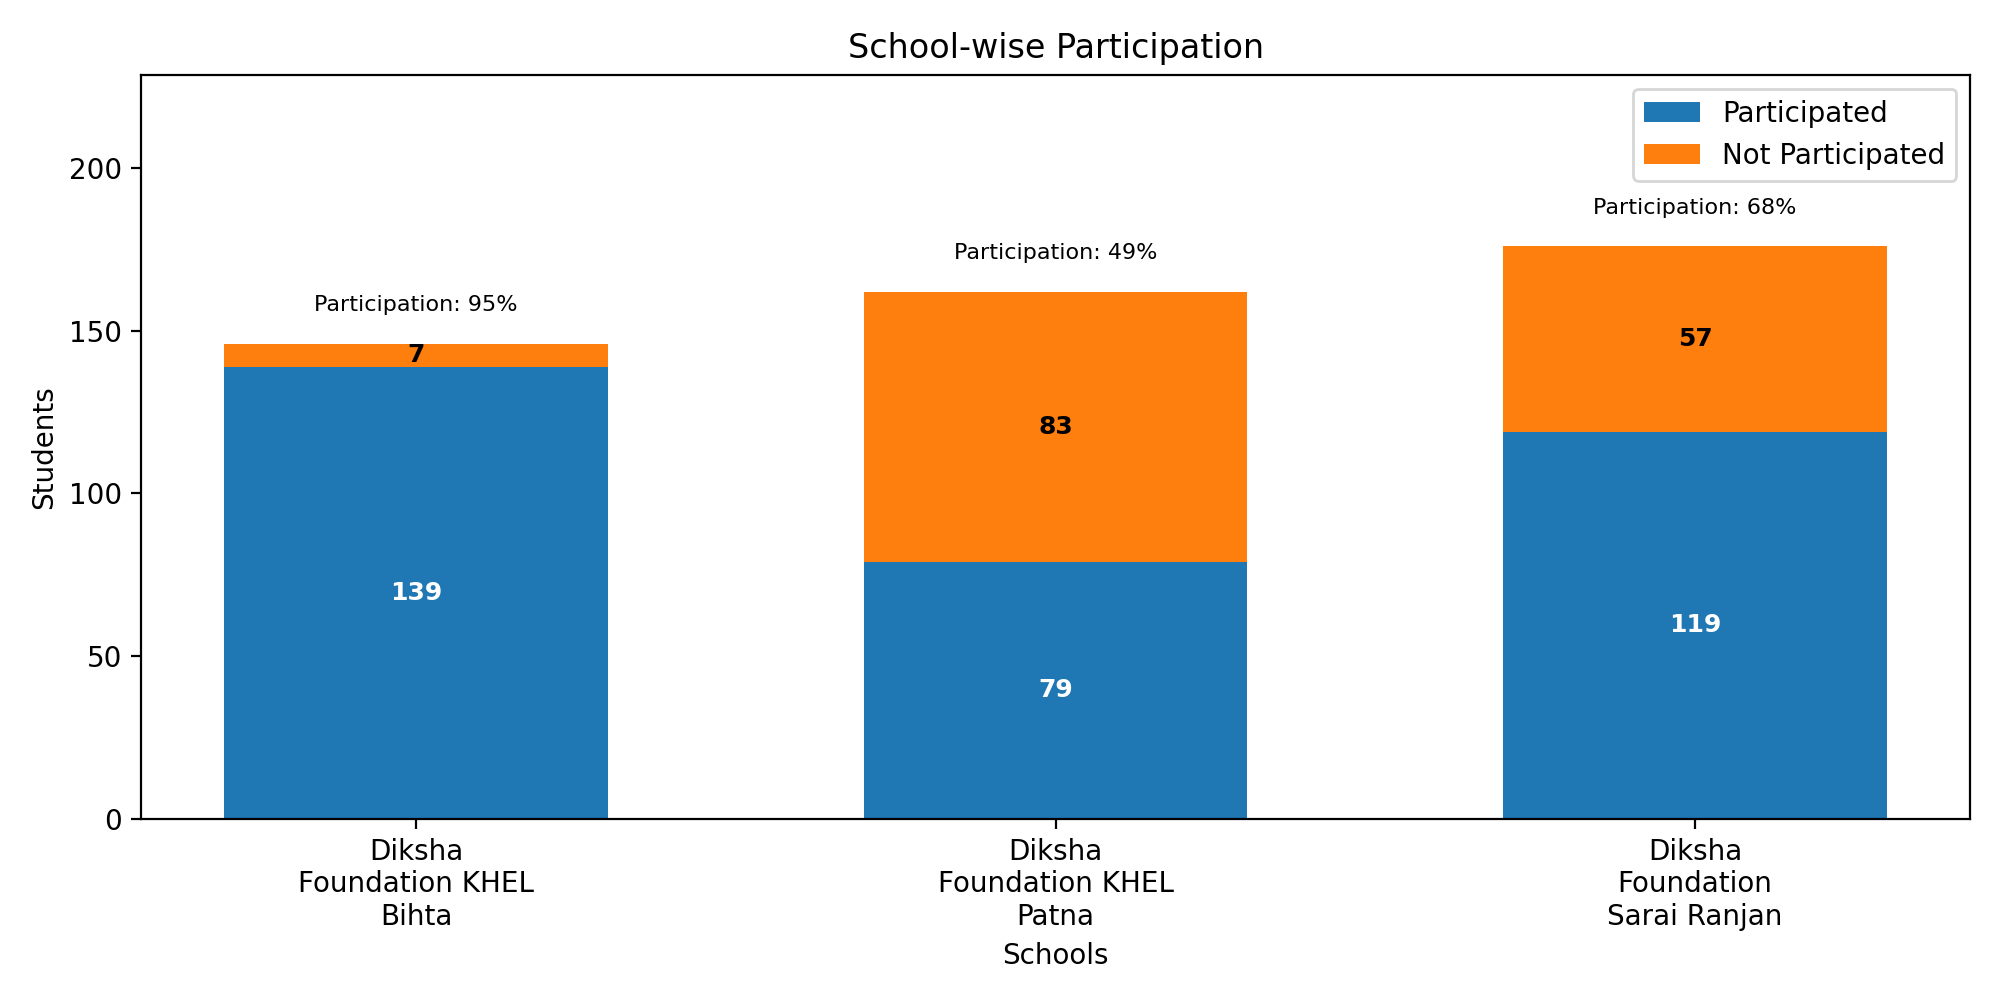 School-wise Participation
Participated
Not Participated
Participation: 95%
Participation: 49%
Participation: 68%
7
83
57
139
79
119
Students
200
150
100
50
0
Diksha
Foundation KHEL
Bihta
Diksha
Foundation KHEL
Patna
Diksha
Foundation
Sarai Ranjan
Schools